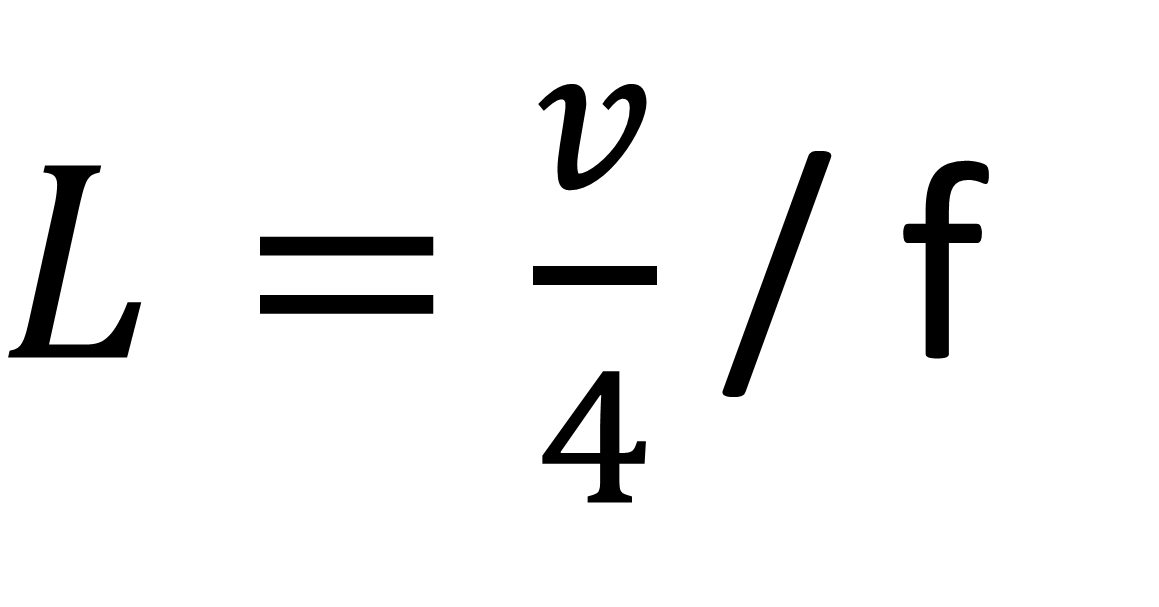 L = v/4 / f